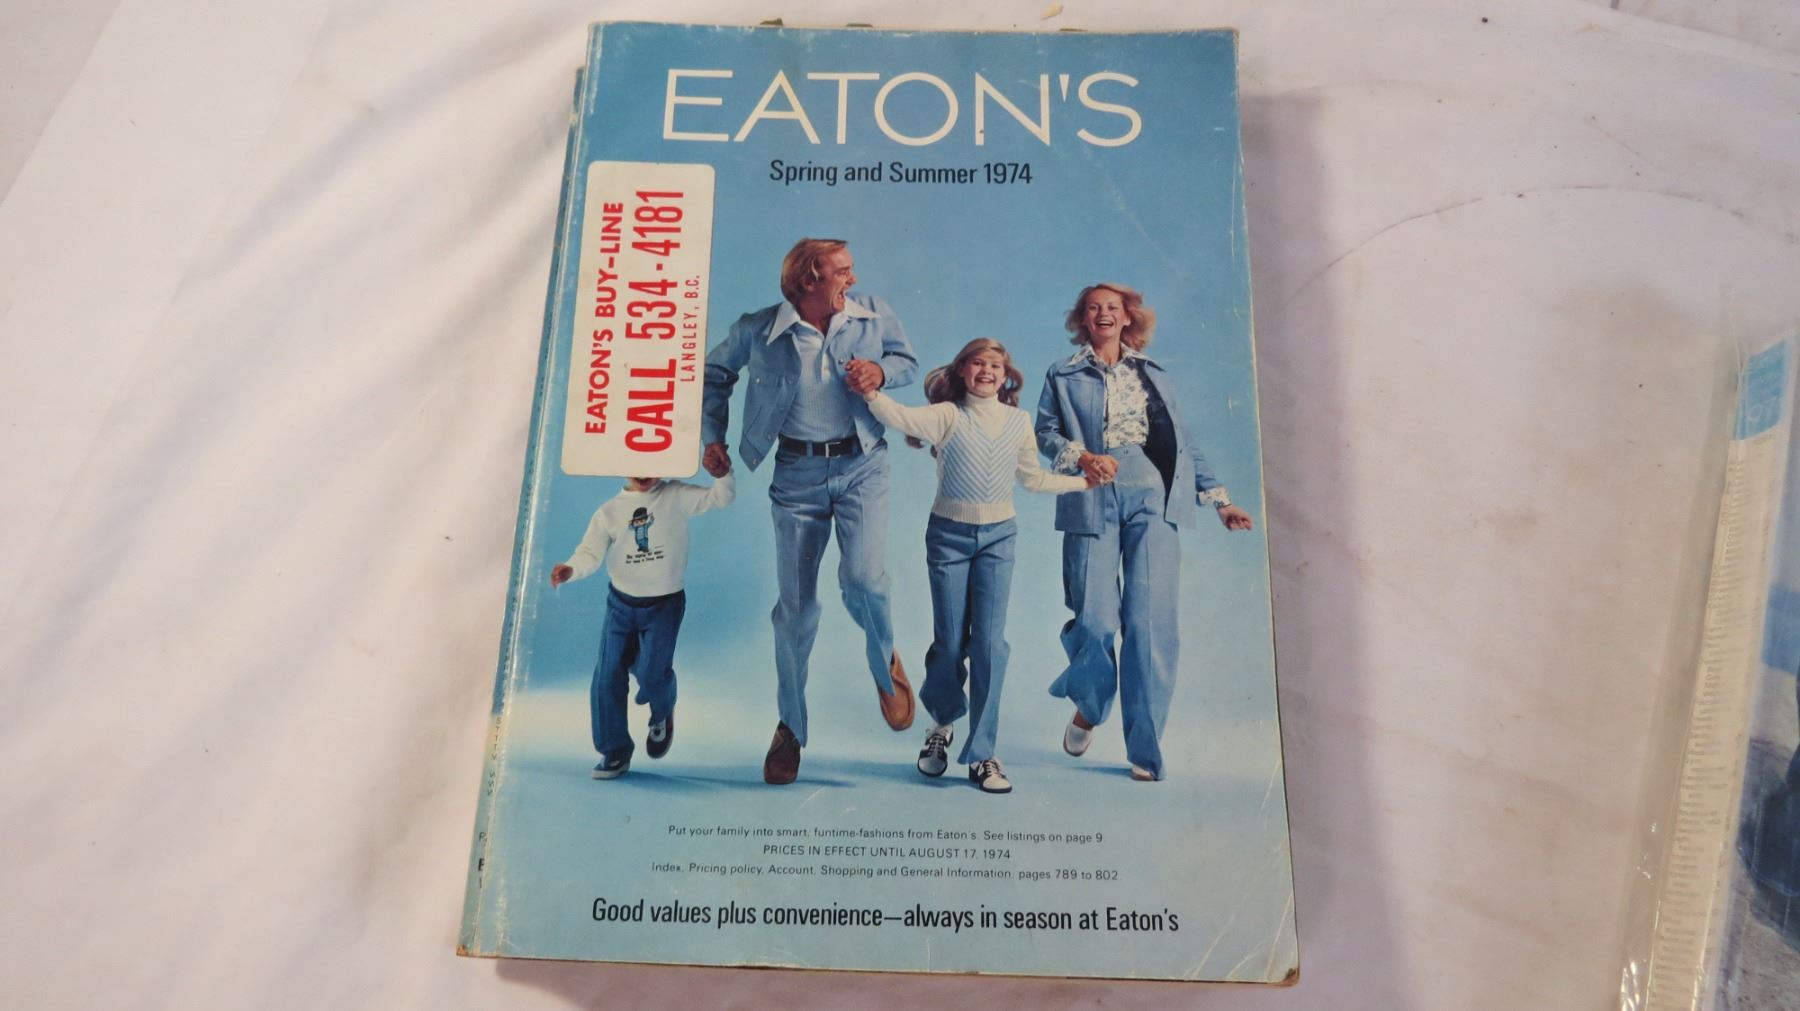 EATON'S
Spring and Summer 1974
EATON'S BUY-LINE
CALL 534-4181
LANGLEY, B.C.
Put your family into smart, funtime-fashions from Eaton's. See listings on page 9.
PRICES IN EFFECT UNTIL AUGUST 17, 1974
Index, Pricing policy, Account, Shopping and General Information, pages 789 to 802.
Good values plus convenience—always in season at Eaton's